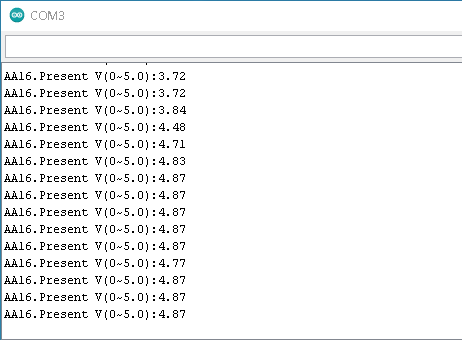 COM3
AA16.Present V(0~5.0):3.72
AA16.Present V(0~5.0):3.72
AA16.Present V(0~5.0):3.84
AA16.Present V(0~5.0):4.48
AA16.Present V(0~5.0):4.71
AA16.Present V(0~5.0):4.83
AA16.Present V(0~5.0):4.87
AA16.Present V(0~5.0):4.87
AA16.Present V(0~5.0):4.87
AA16.Present V(0~5.0):4.87
AA16.Present V(0~5.0):4.87
AA16.Present V(0~5.0):4.77
AA16.Present V(0~5.0):4.87
AA16.Present V(0~5.0):4.87
AA16.Present V(0~5.0):4.87